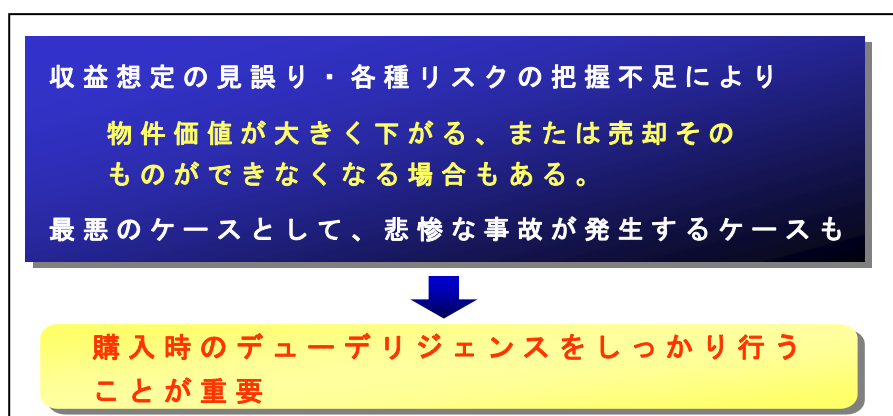 収益想定の見誤り・各種リスクの把握不足により
物件価値が大きく下がる、または売却その
ものができなくなる場合もある。
最悪のケースとして、悲惨な事故が発生するケースも
購入時のデューデリジェンスをしっかり行う
ことが重要